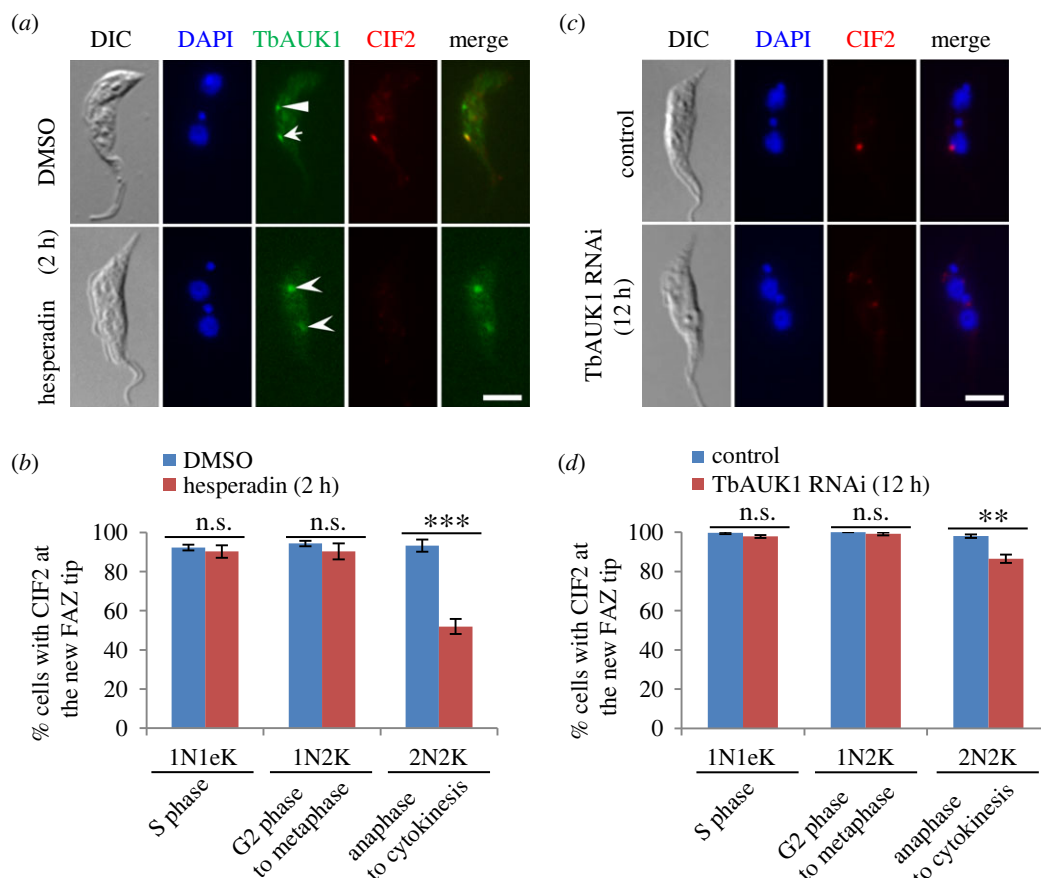 (a)
DIC DAPI TbAUK1 CIF2 merge
DMSO
hesperadin (2 h)
(c)
DIC DAPI CIF2 merge
control
TbAUK1 RNAi
(12 h)
(b)
DMSO
hesperadin (2 h)
n.s. n.s. ***
% cells with CIF2 at
the new FAZ tip
100
80
60
40
20
0
1N1eK 1N2K 2N2K
S phase
G2 phase
to metaphase
anaphase
to cytokinesis
(d)
control
TbAUK1 RNAi (12 h)
n.s. n.s. **
% cells with CIF2 at
the new FAZ tip
100
80
60
40
20
0
1N1eK 1N2K 2N2K
S phase
G2 phase
to metaphase
anaphase
to cytokinesis